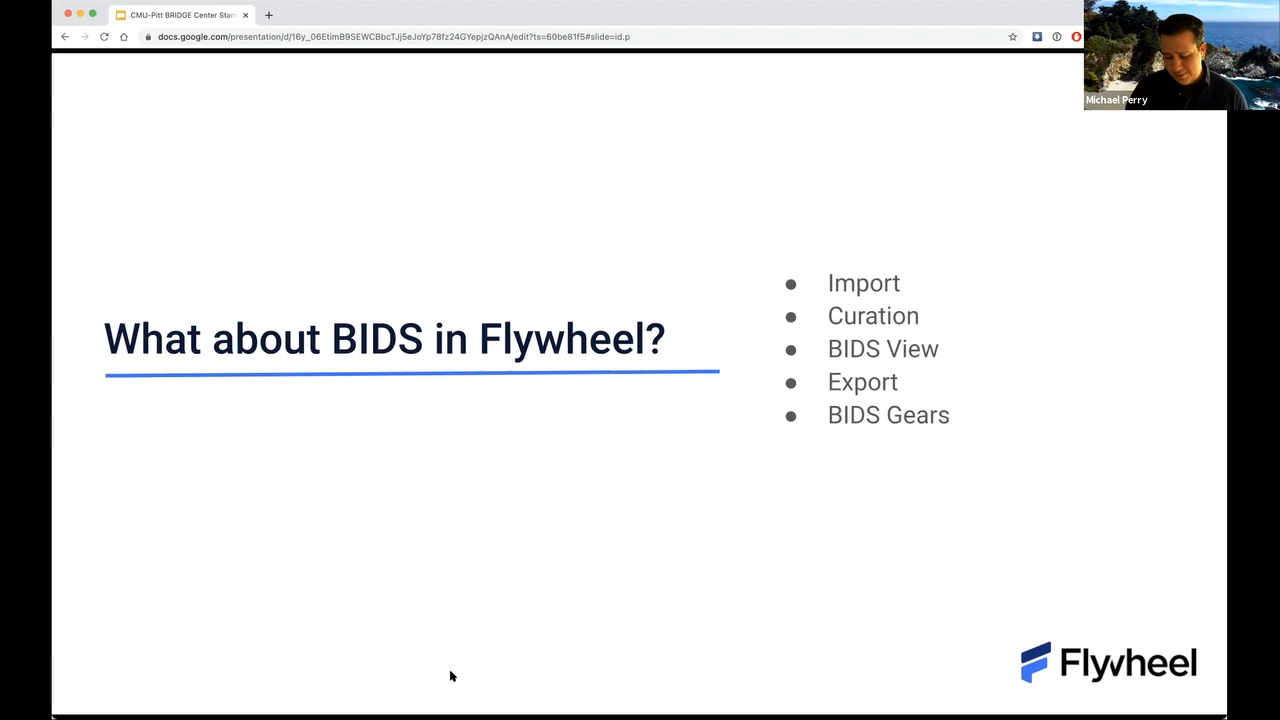 CMU-Pitt BRIDGE Center Stan
docs.google.com/presentation/d/16y_06EtimB9SEWCBbcTJj5eJoYp78fz24GYepjzQAnA/edit?ts=60be81f5#slide=id.p
Michael Perry
What about BIDS in Flywheel?
● Import
● Curation
● BIDS View
● Export
● BIDS Gears
Flywheel